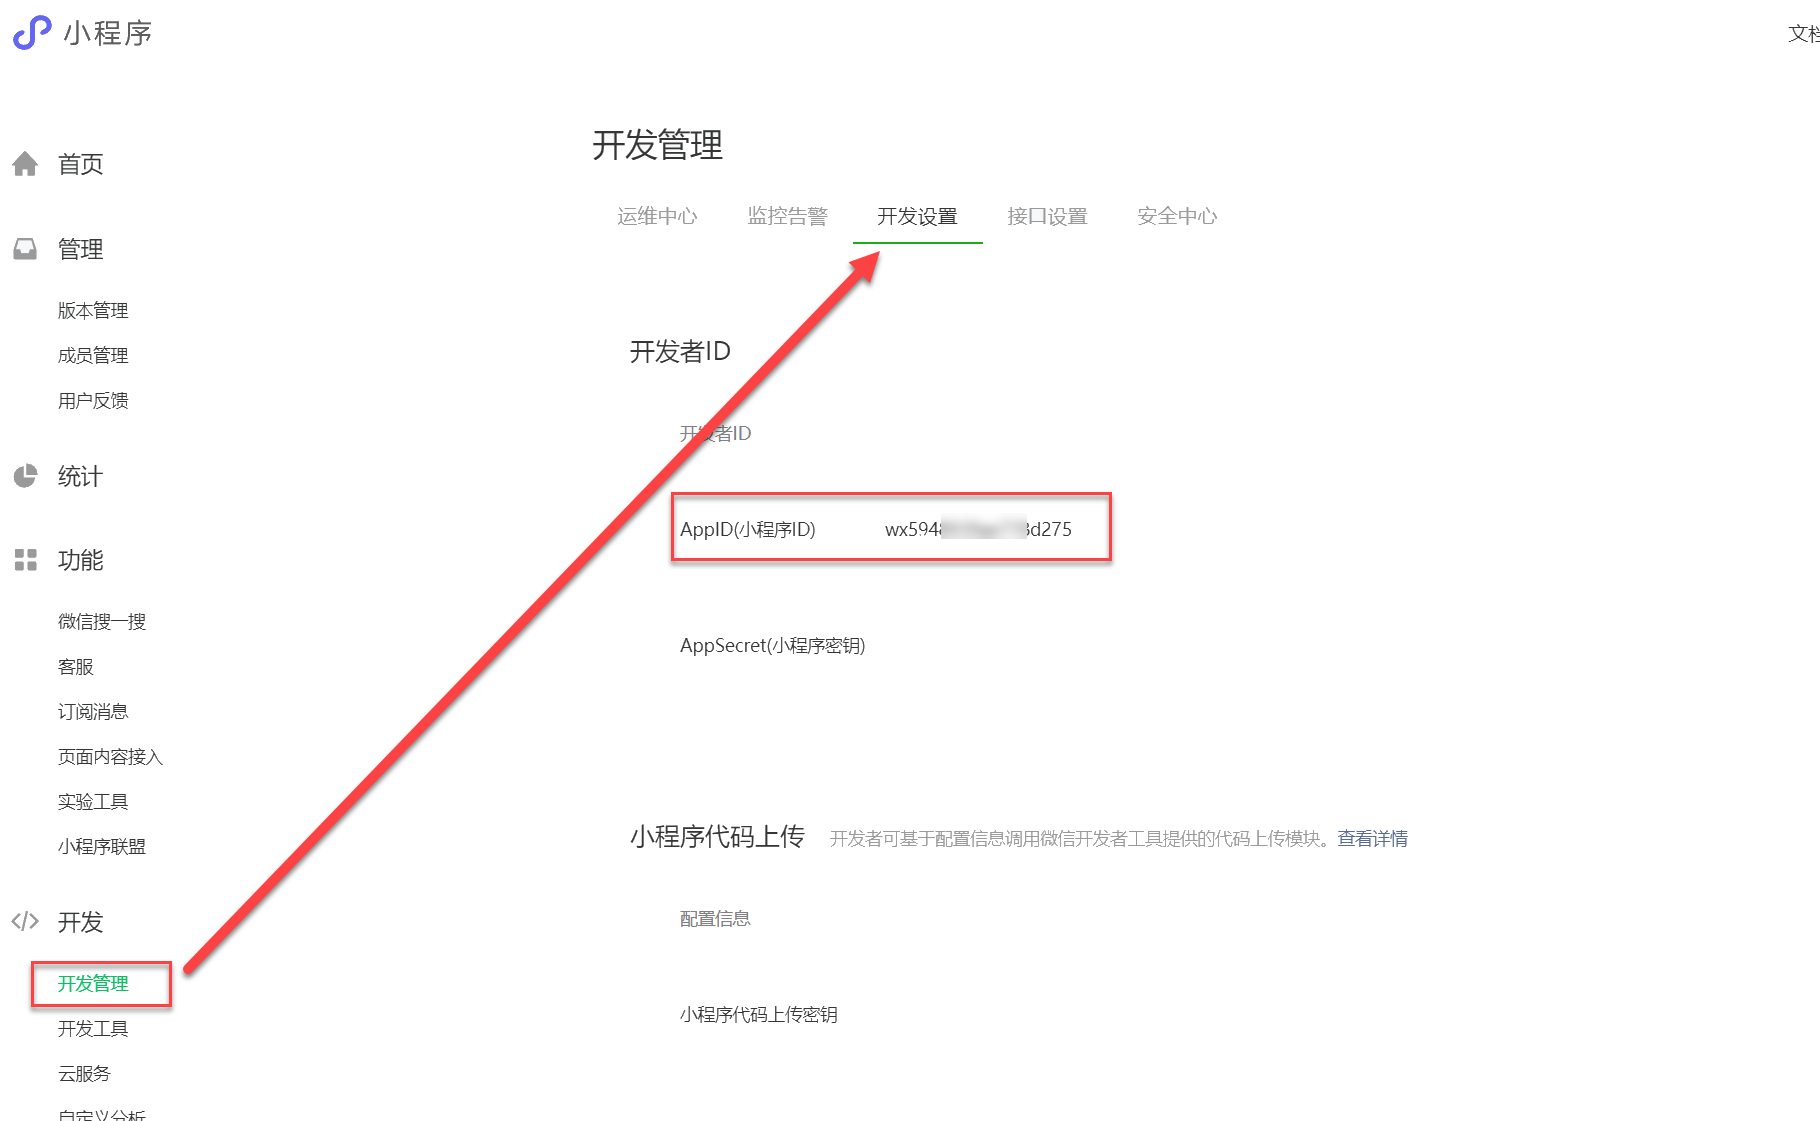 小程序
文档
首页
管理
版本管理
成员管理
用户反馈
统计
功能
微信搜一搜
客服
订阅消息
页面内容接入
实验工具
小程序联盟
开发
开发管理
开发工具
云服务
自定义分析
开发管理
运维中心 监控告警 开发设置 接口设置 安全中心
开发者ID
开发者ID
AppID(小程序ID) wx594 d275
AppSecret(小程序密钥)
小程序代码上传 开发者可基于配置信息调用微信开发者工具提供的代码上传模块。查看详情
配置信息
小程序代码上传密钥